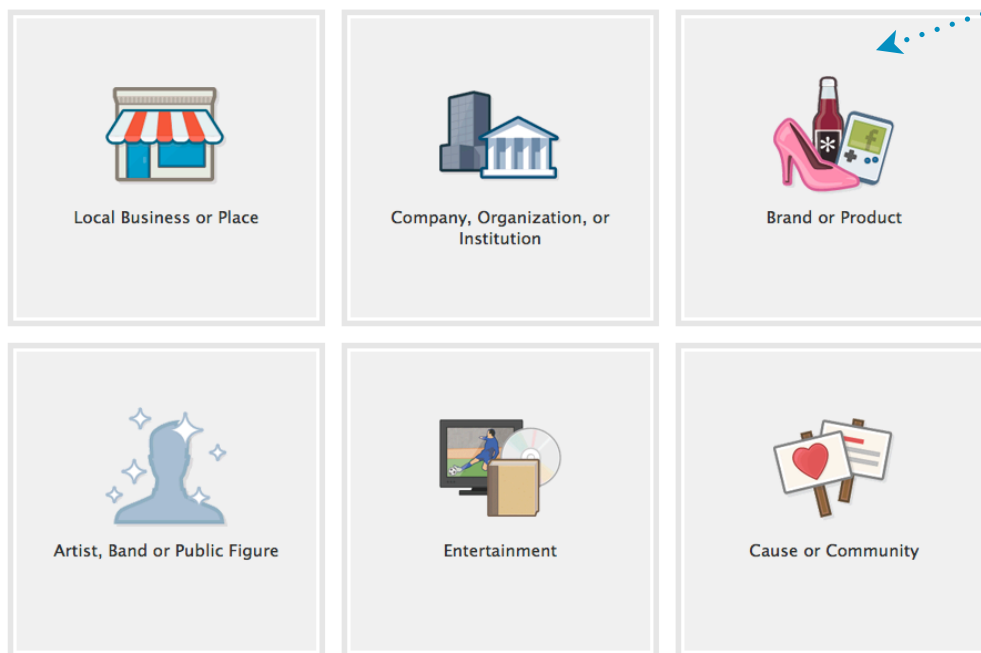 Local Business or Place
Company, Organization, or
Institution
Brand or Product
Artist, Band or Public Figure
Entertainment
Cause or Community